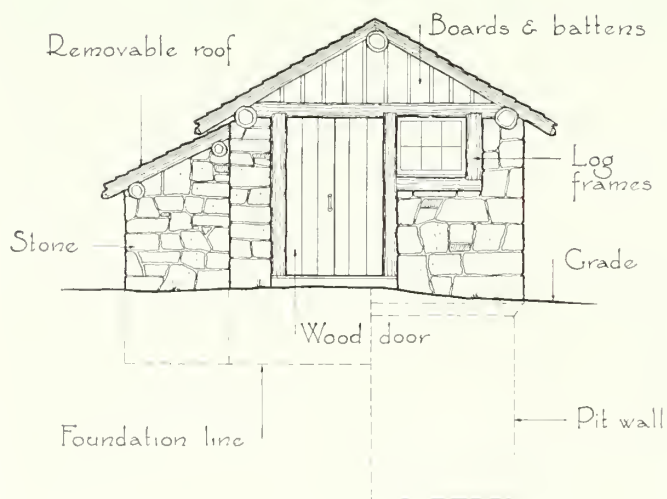 Boards & battens
Removable roof
Log
frames
Stone
Grade
Wood door
Foundation line
Pit wall